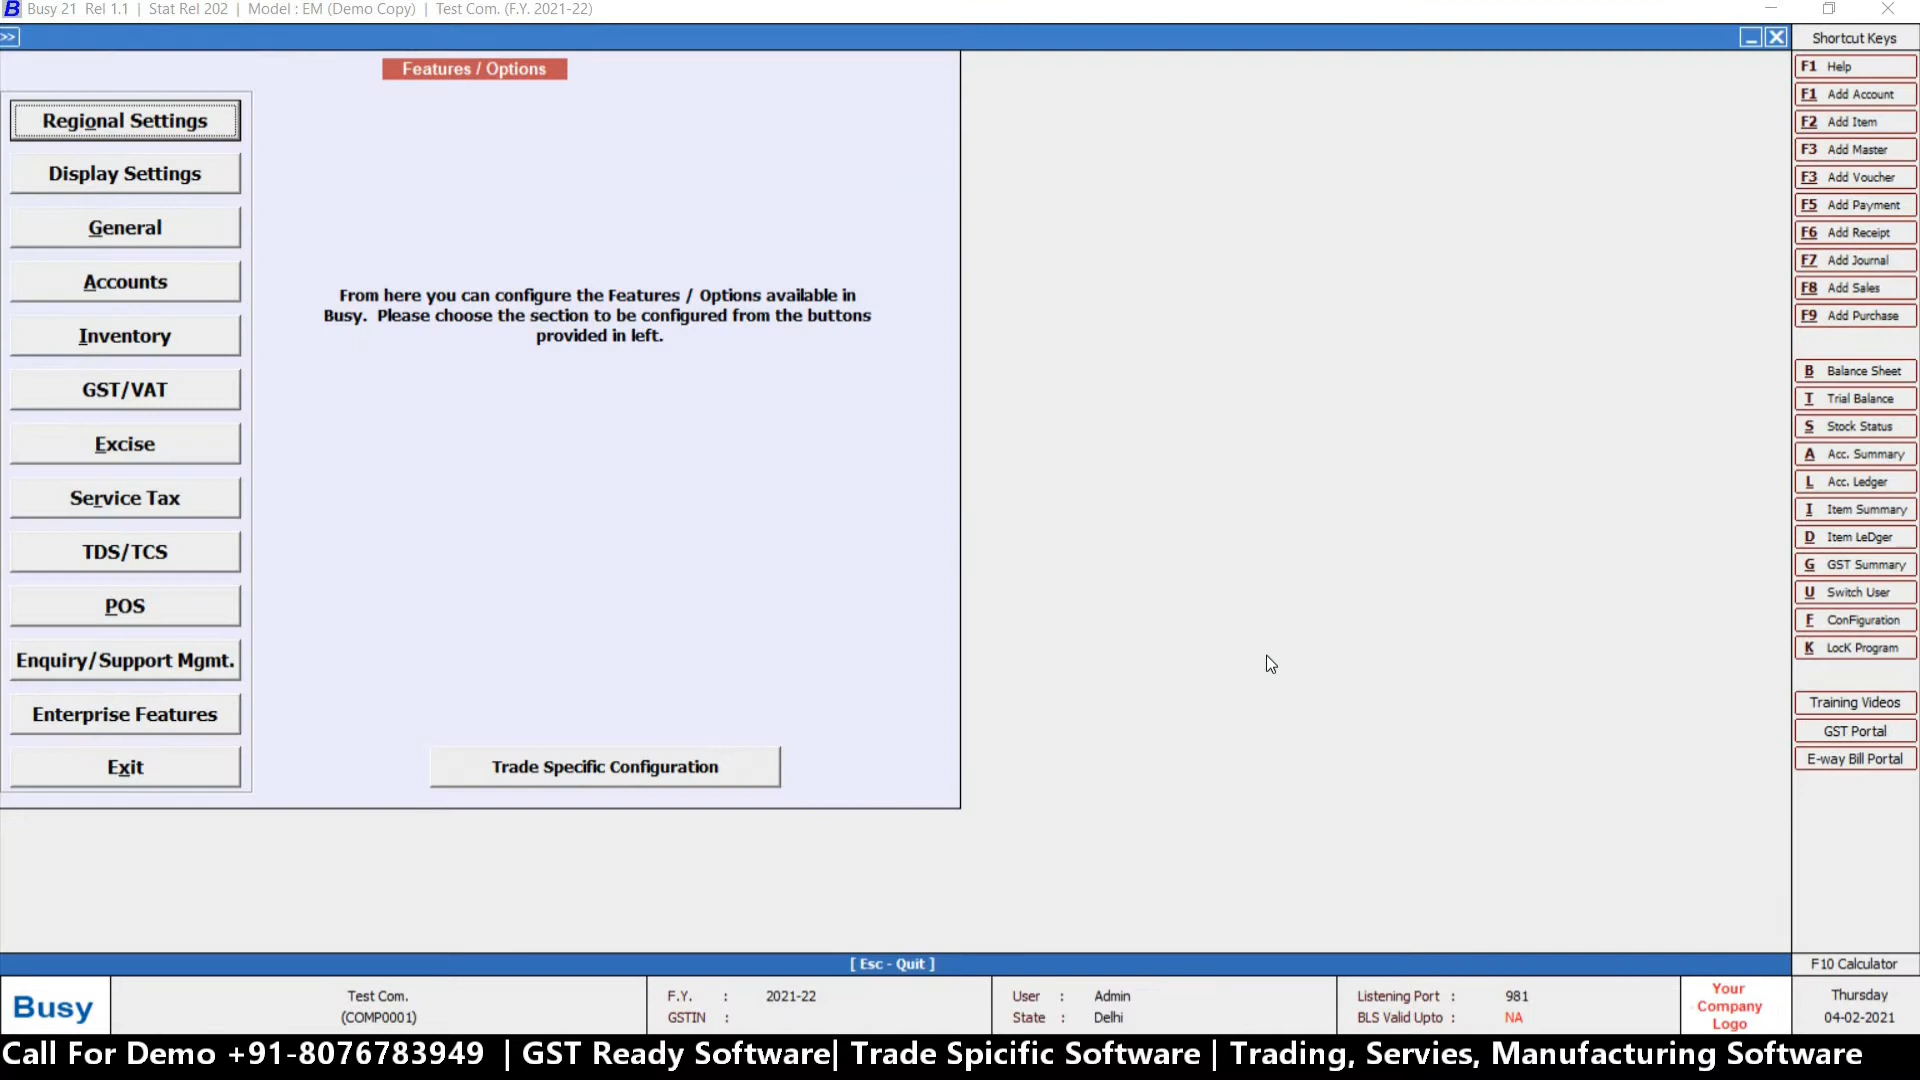 B Busy 21 Rel 1.1 | Stat Rel 202 | Model : EM (Demo Copy) | Test Com. (F.Y. 2021-22)
>>
Features / Options
Regional Settings
Display Settings
General
Accounts
Inventory
GST/VAT
Excise
Service Tax
TDS/TCS
POS
Enquiry/Support Mgmt.
Enterprise Features
Exit
From here you can configure the Features / Options available in
Busy. Please choose the section to be configured from the buttons
provided in left.
Trade Specific Configuration
Shortcut Keys
F1 Help
F1 Add Account
F2 Add Item
F3 Add Master
F3 Add Voucher
F5 Add Payment
F6 Add Receipt
F7 Add Journal
F8 Add Sales
F9 Add Purchase
B Balance Sheet
T Trial Balance
S Stock Status
A Acc. Summary
L Acc. Ledger
I Item Summary
D Item LeDger
G GST Summary
U Switch User
F ConFiguration
K LocK Program
Training Videos
GST Portal
E-way Bill Portal
[ Esc - Quit ]
F10 Calculator
Busy
Test Com.
(COMP0001)
F.Y. : 2021-22
GSTIN :
User : Admin
State : Delhi
Listening Port : 981
BLS Valid Upto : NA
Your
Company
Logo
Thursday
04-02-2021
Call For Demo +91-8076783949 | GST Ready Software| Trade Spicific Software | Trading, Servies, Manufacturing Software